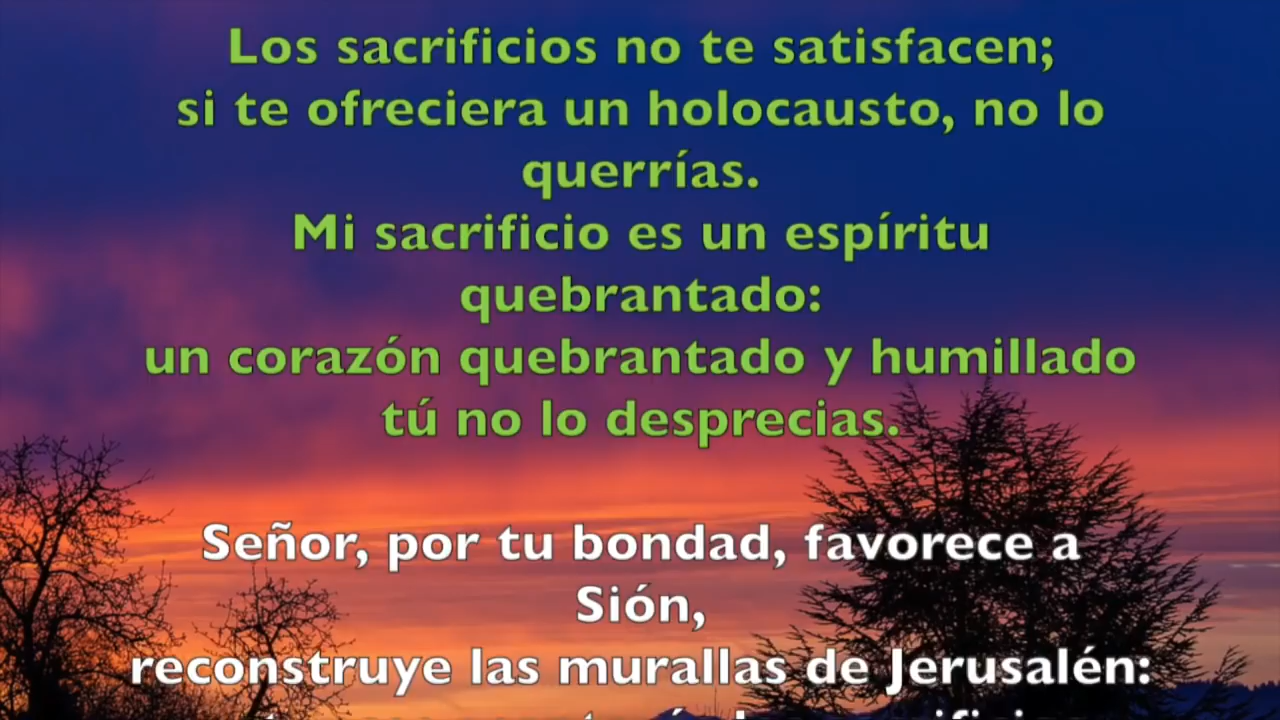 Los sacrificios no te satisfacen;
si te ofreciera un holocausto, no lo
querrías.
Mi sacrificio es un espíritu
quebrantado:
un corazón quebrantado y humillado
tú no lo desprecias.
Señor, por tu bondad, favorece a
Sión,
reconstruye las murallas de Jerusalén: